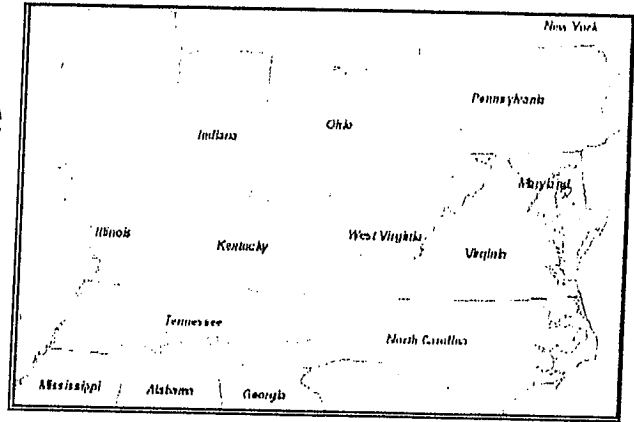 New York
Pennsylvania
Ohio
Indiana
Maryland
Illinois
Kentucky
West Virginia
Virginia
Tennessee
North Carolina
Mississippi
Alabama
Georgia